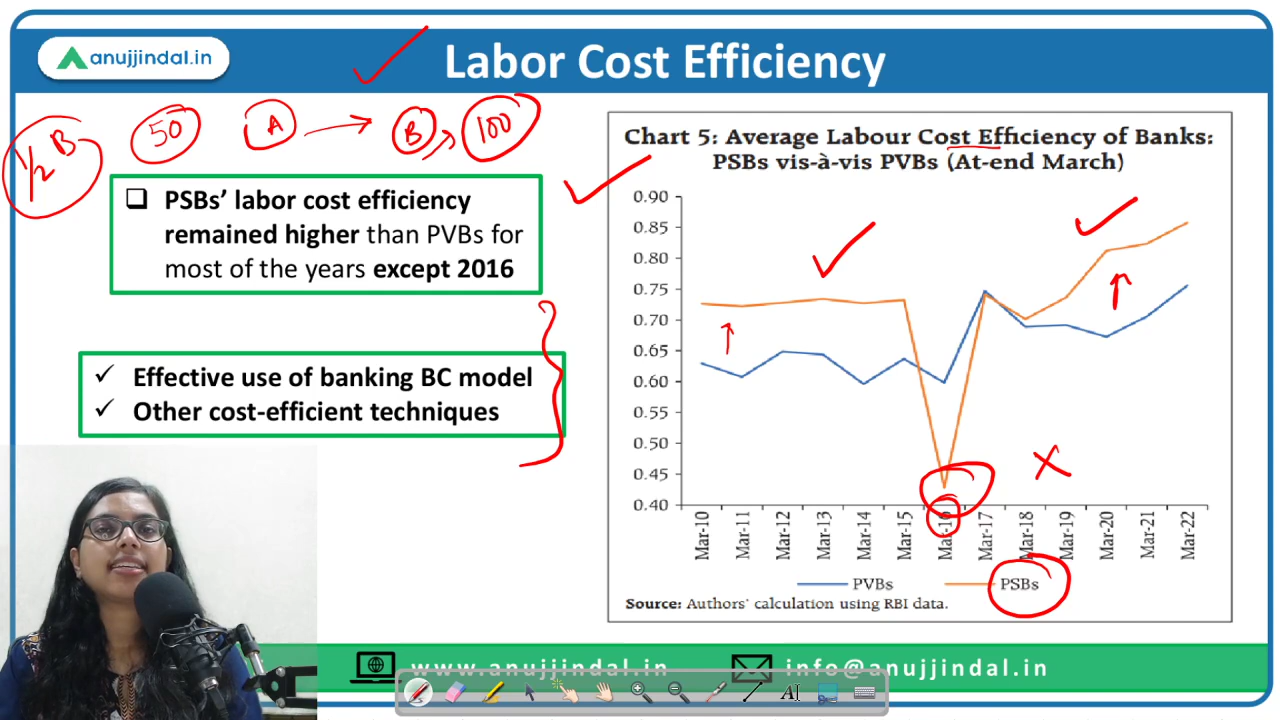 anujjindal.in
Labor Cost Efficiency
1/2 B
50
A
B
100
PSBs' labor cost efficiency
remained higher than PVBs for
most of the years except 2016
Effective use of banking BC model
Other cost-efficient techniques
Chart 5: Average Labour Cost Efficiency of Banks:
PSBs vis-à-vis PVBs (At-end March)
0.90
0.85
0.80
0.75
0.70
0.65
0.60
0.55
0.50
0.45
0.40
Mar-10
Mar-11
Mar-12
Mar-13
Mar-14
Mar-15
Mar-16
Mar-17
Mar-18
Mar-19
Mar-20
Mar-21
Mar-22
PVBs
PSBs
Source: Authors' calculation using RBI data.
www.anujjindal.in
info@anujjindal.in
AI